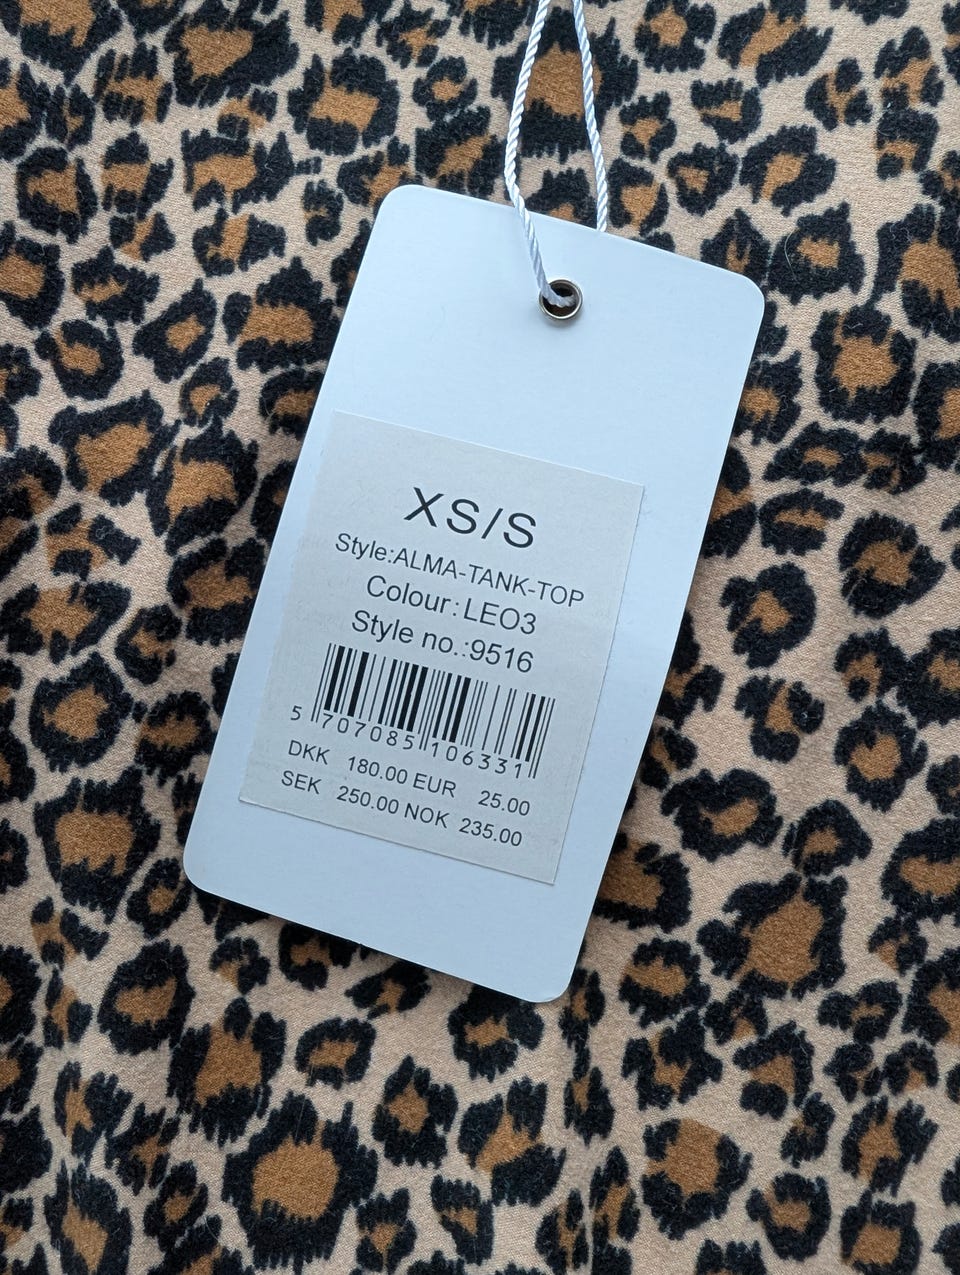 XS/S
Style:ALMA-TANK-TOP
Colour:LEO3
Style no.:9516
5 707085 106331
DKK 180.00 EUR 25.00
SEK 250.00 NOK 235.00